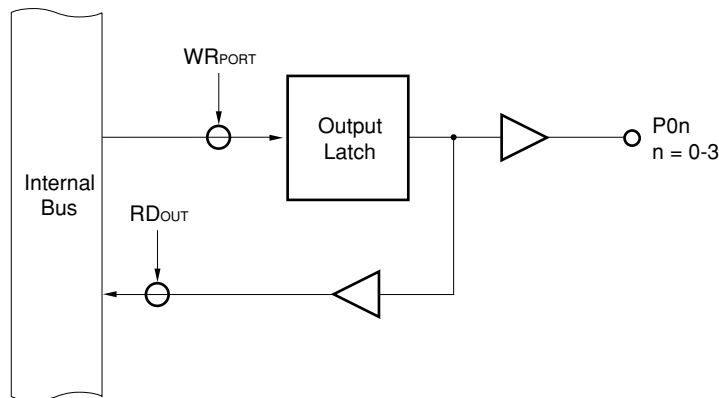 WRPORT
Output
Latch
P0n
n = 0-3
Internal
Bus
RDOUT